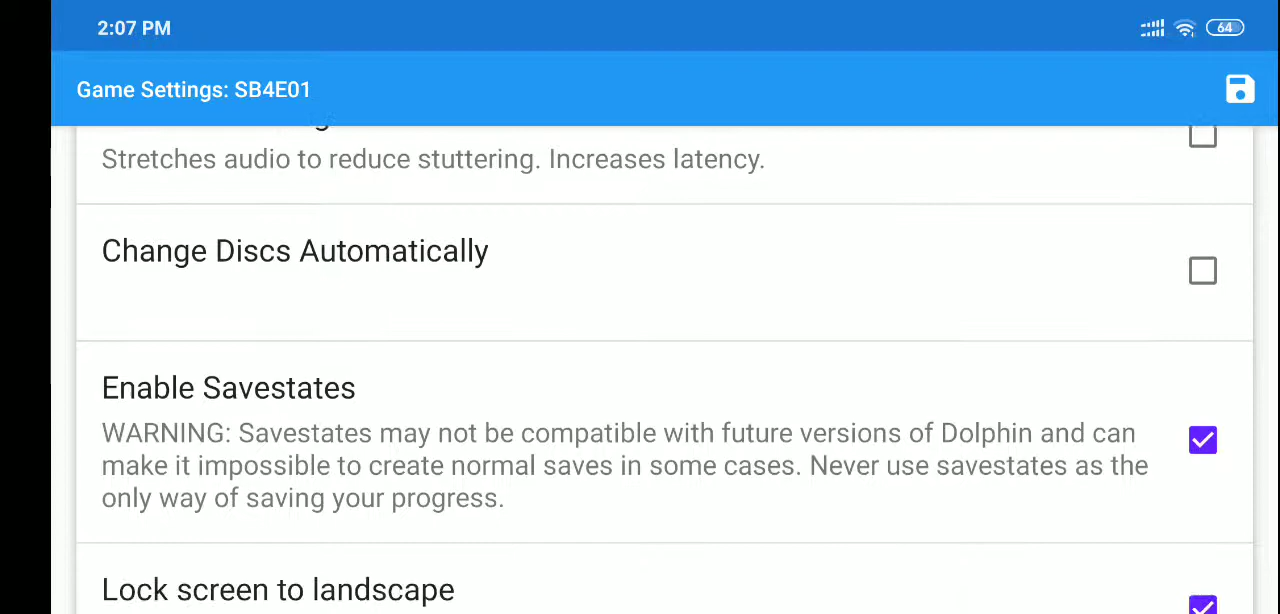 2:07 PM
64
Game Settings: SB4E01
Stretches audio to reduce stuttering. Increases latency.
Change Discs Automatically
Enable Savestates
WARNING: Savestates may not be compatible with future versions of Dolphin and can
make it impossible to create normal saves in some cases. Never use savestates as the
only way of saving your progress.
Lock screen to landscape